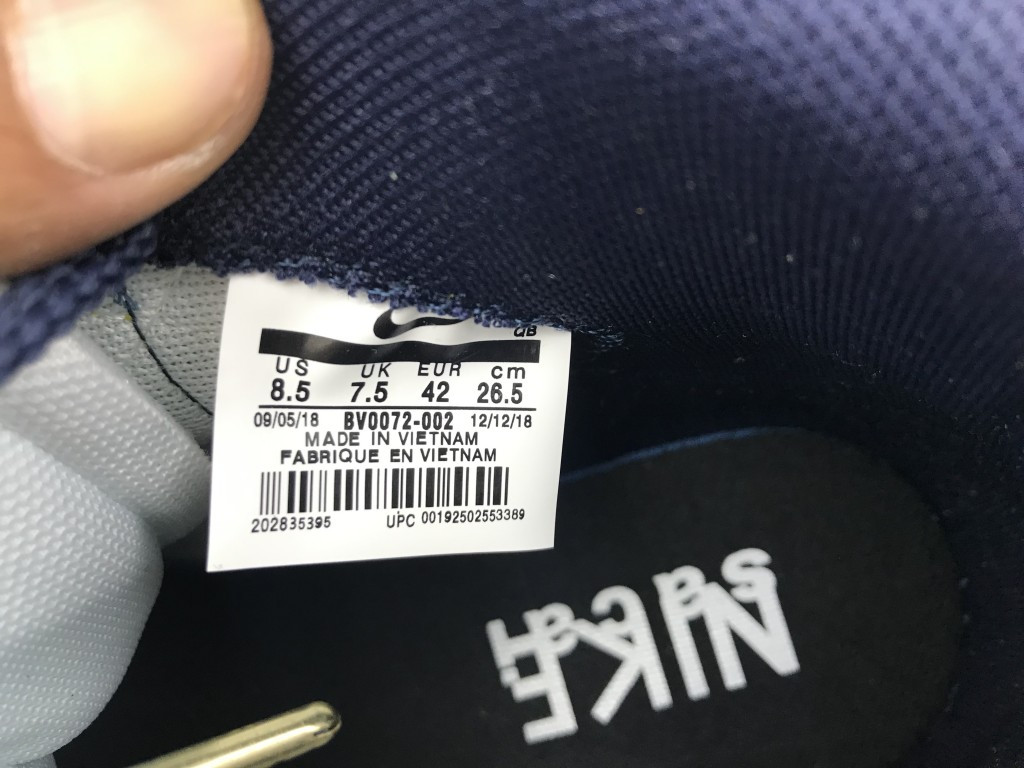 QB
US UK EUR cm
8.5 7.5 42 26.5
09/05/18 BV0072-002 12/12/18
MADE IN VIETNAM
FABRIQUE EN VIETNAM
202835395 UPC 00192502553389
sacai
NIKE